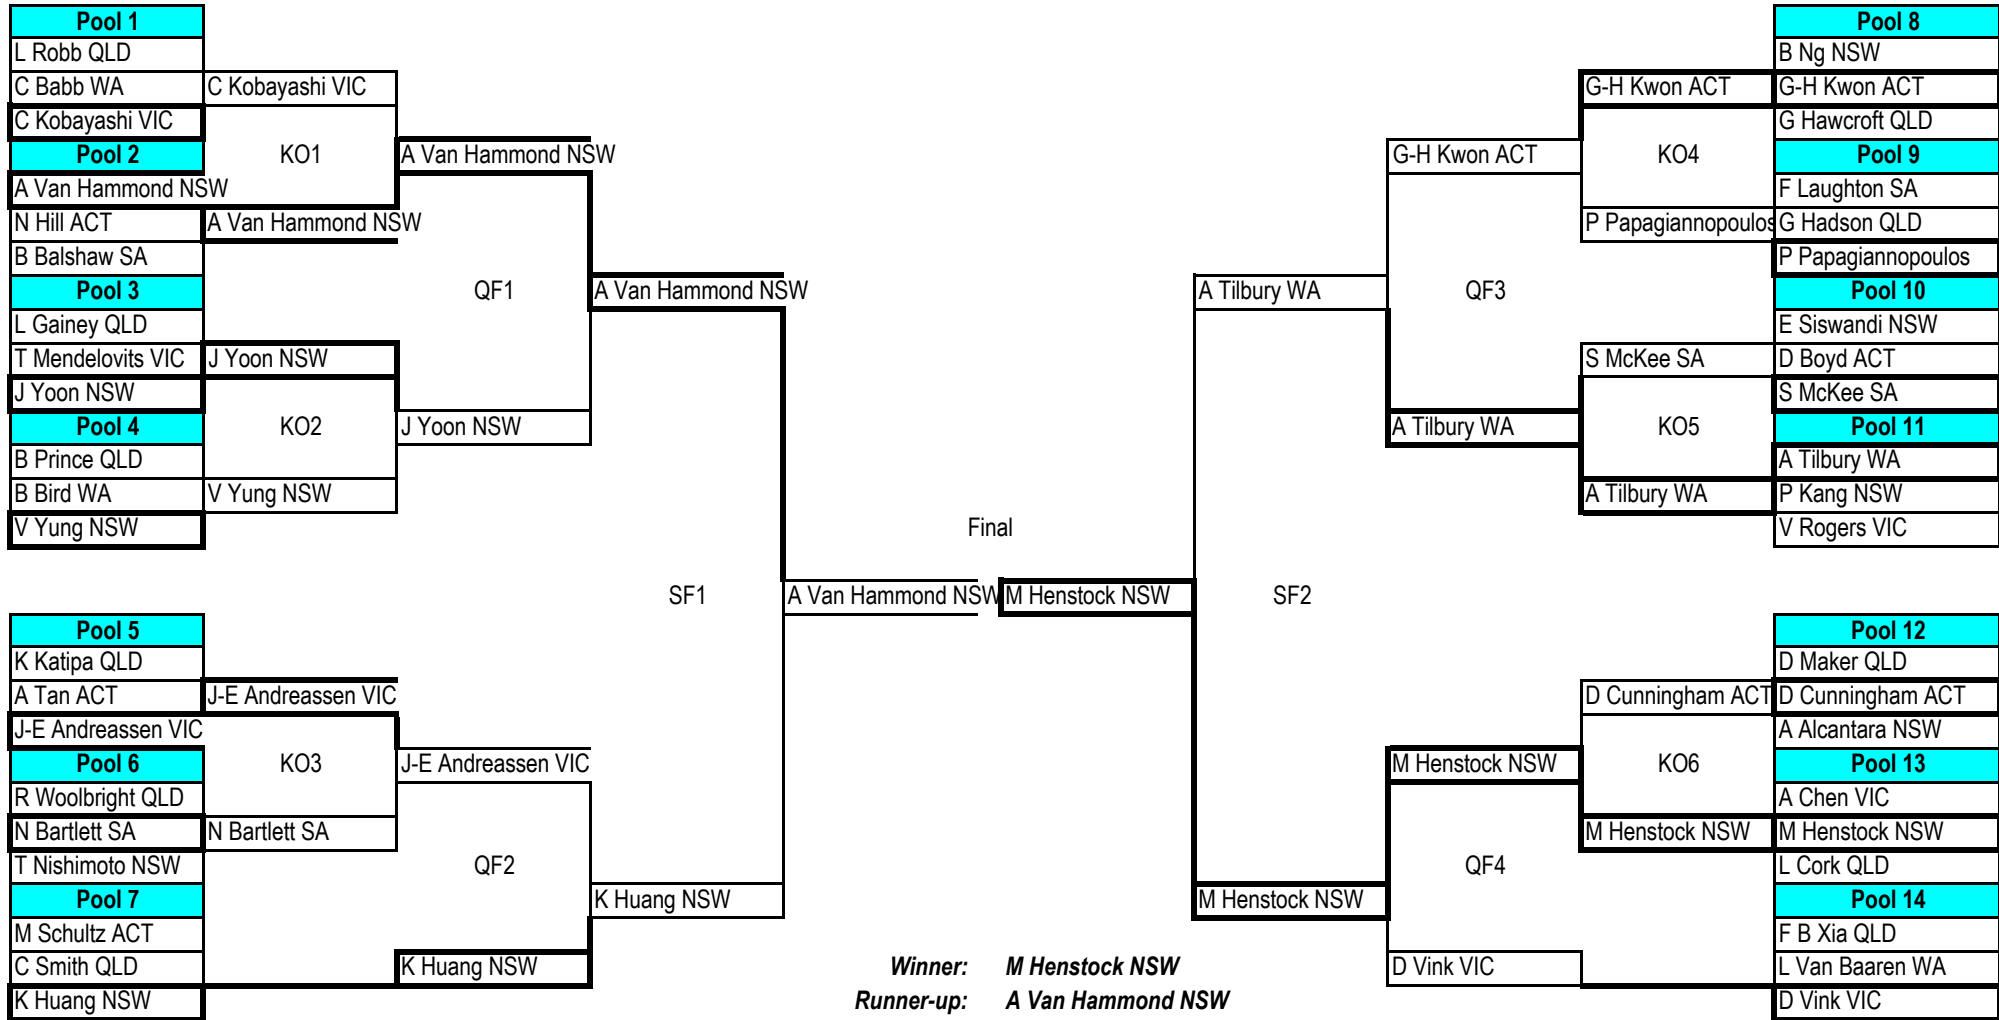 Pool 1
L Robb QLD
C Babb WA
C Kobayashi VIC
Pool 2
A Van Hammond NSW
N Hill ACT
B Balshaw SA
Pool 3
L Gainey QLD
T Mendelovits VIC
J Yoon NSW
Pool 4
B Prince QLD
B Bird WA
V Yung NSW
Pool 5
K Katipa QLD
A Tan ACT
J-E Andreassen VIC
Pool 6
R Woolbright QLD
N Bartlett SA
T Nishimoto NSW
Pool 7
M Schultz ACT
C Smith QLD
K Huang NSW
C Kobayashi VIC
KO1
A Van Hammond NSW
J Yoon NSW
KO2
V Yung NSW
J-E Andreassen VIC
KO3
N Bartlett SA
A Van Hammond NSW
QF1
J Yoon NSW
J-E Andreassen VIC
QF2
K Huang NSW
A Van Hammond NSW
SF1
K Huang NSW
Final
A Van Hammond NSW
M Henstock NSW
Winner: M Henstock NSW
Runner-up: A Van Hammond NSW
A Tilbury WA
SF2
M Henstock NSW
G-H Kwon ACT
QF3
A Tilbury WA
M Henstock NSW
QF4
D Vink VIC
G-H Kwon ACT
KO4
P Papagiannopoulos
S McKee SA
KO5
A Tilbury WA
D Cunningham ACT
KO6
M Henstock NSW
Pool 8
B Ng NSW
G-H Kwon ACT
G Hawcroft QLD
Pool 9
F Laughton SA
G Hadson QLD
P Papagiannopoulos
Pool 10
E Siswandi NSW
D Boyd ACT
S McKee SA
Pool 11
A Tilbury WA
P Kang NSW
V Rogers VIC
Pool 12
D Maker QLD
D Cunningham ACT
A Alcantara NSW
Pool 13
A Chen VIC
M Henstock NSW
L Cork QLD
Pool 14
F B Xia QLD
L Van Baaren WA
D Vink VIC